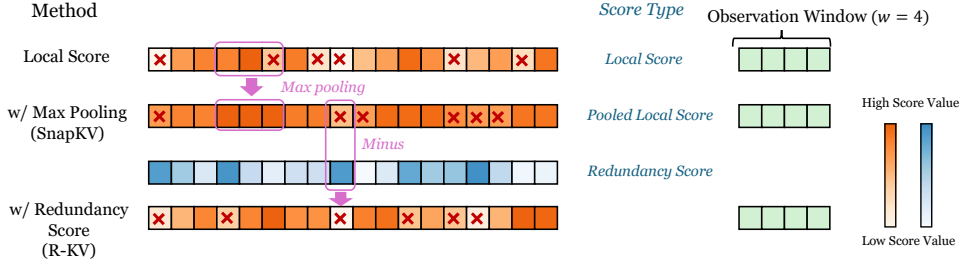 Method
Score Type
Observation Window (w = 4)
Local Score
Local Score
Max pooling
w/ Max Pooling
(SnapKV)
Pooled Local Score
High Score Value
Minus
Redundancy Score
w/ Redundancy
Score
(R-KV)
Low Score Value